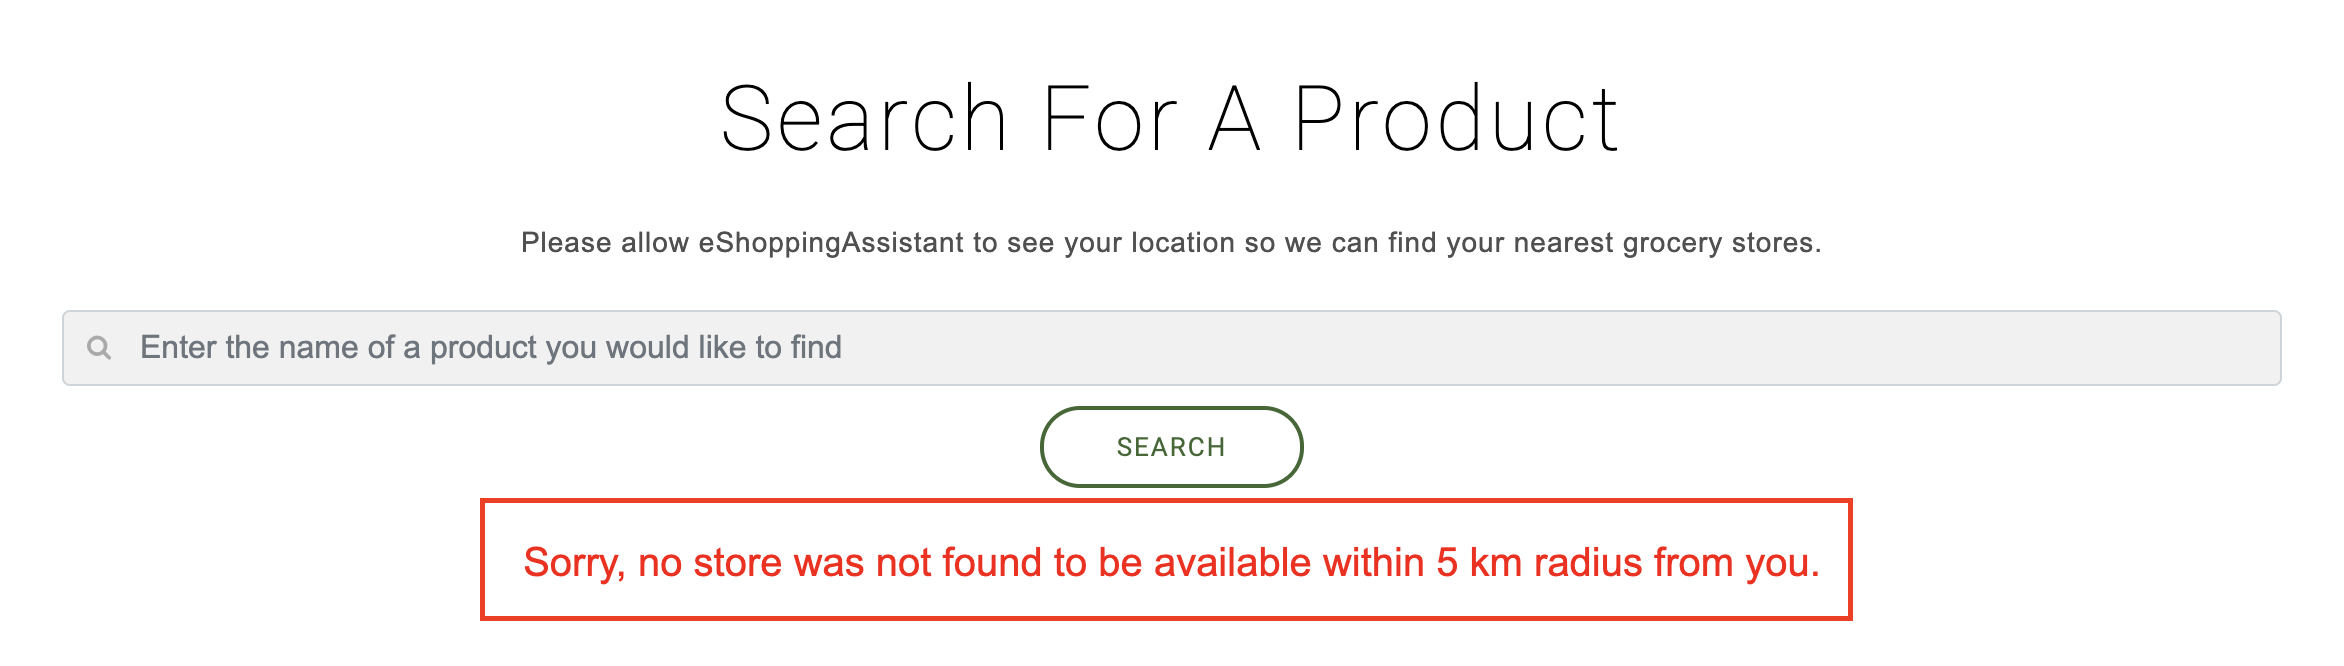 Search For A Product
Please allow eShoppingAssistant to see your location so we can find your nearest grocery stores.
Enter the name of a product you would like to find
SEARCH
Sorry, no store was not found to be available within 5 km radius from you.